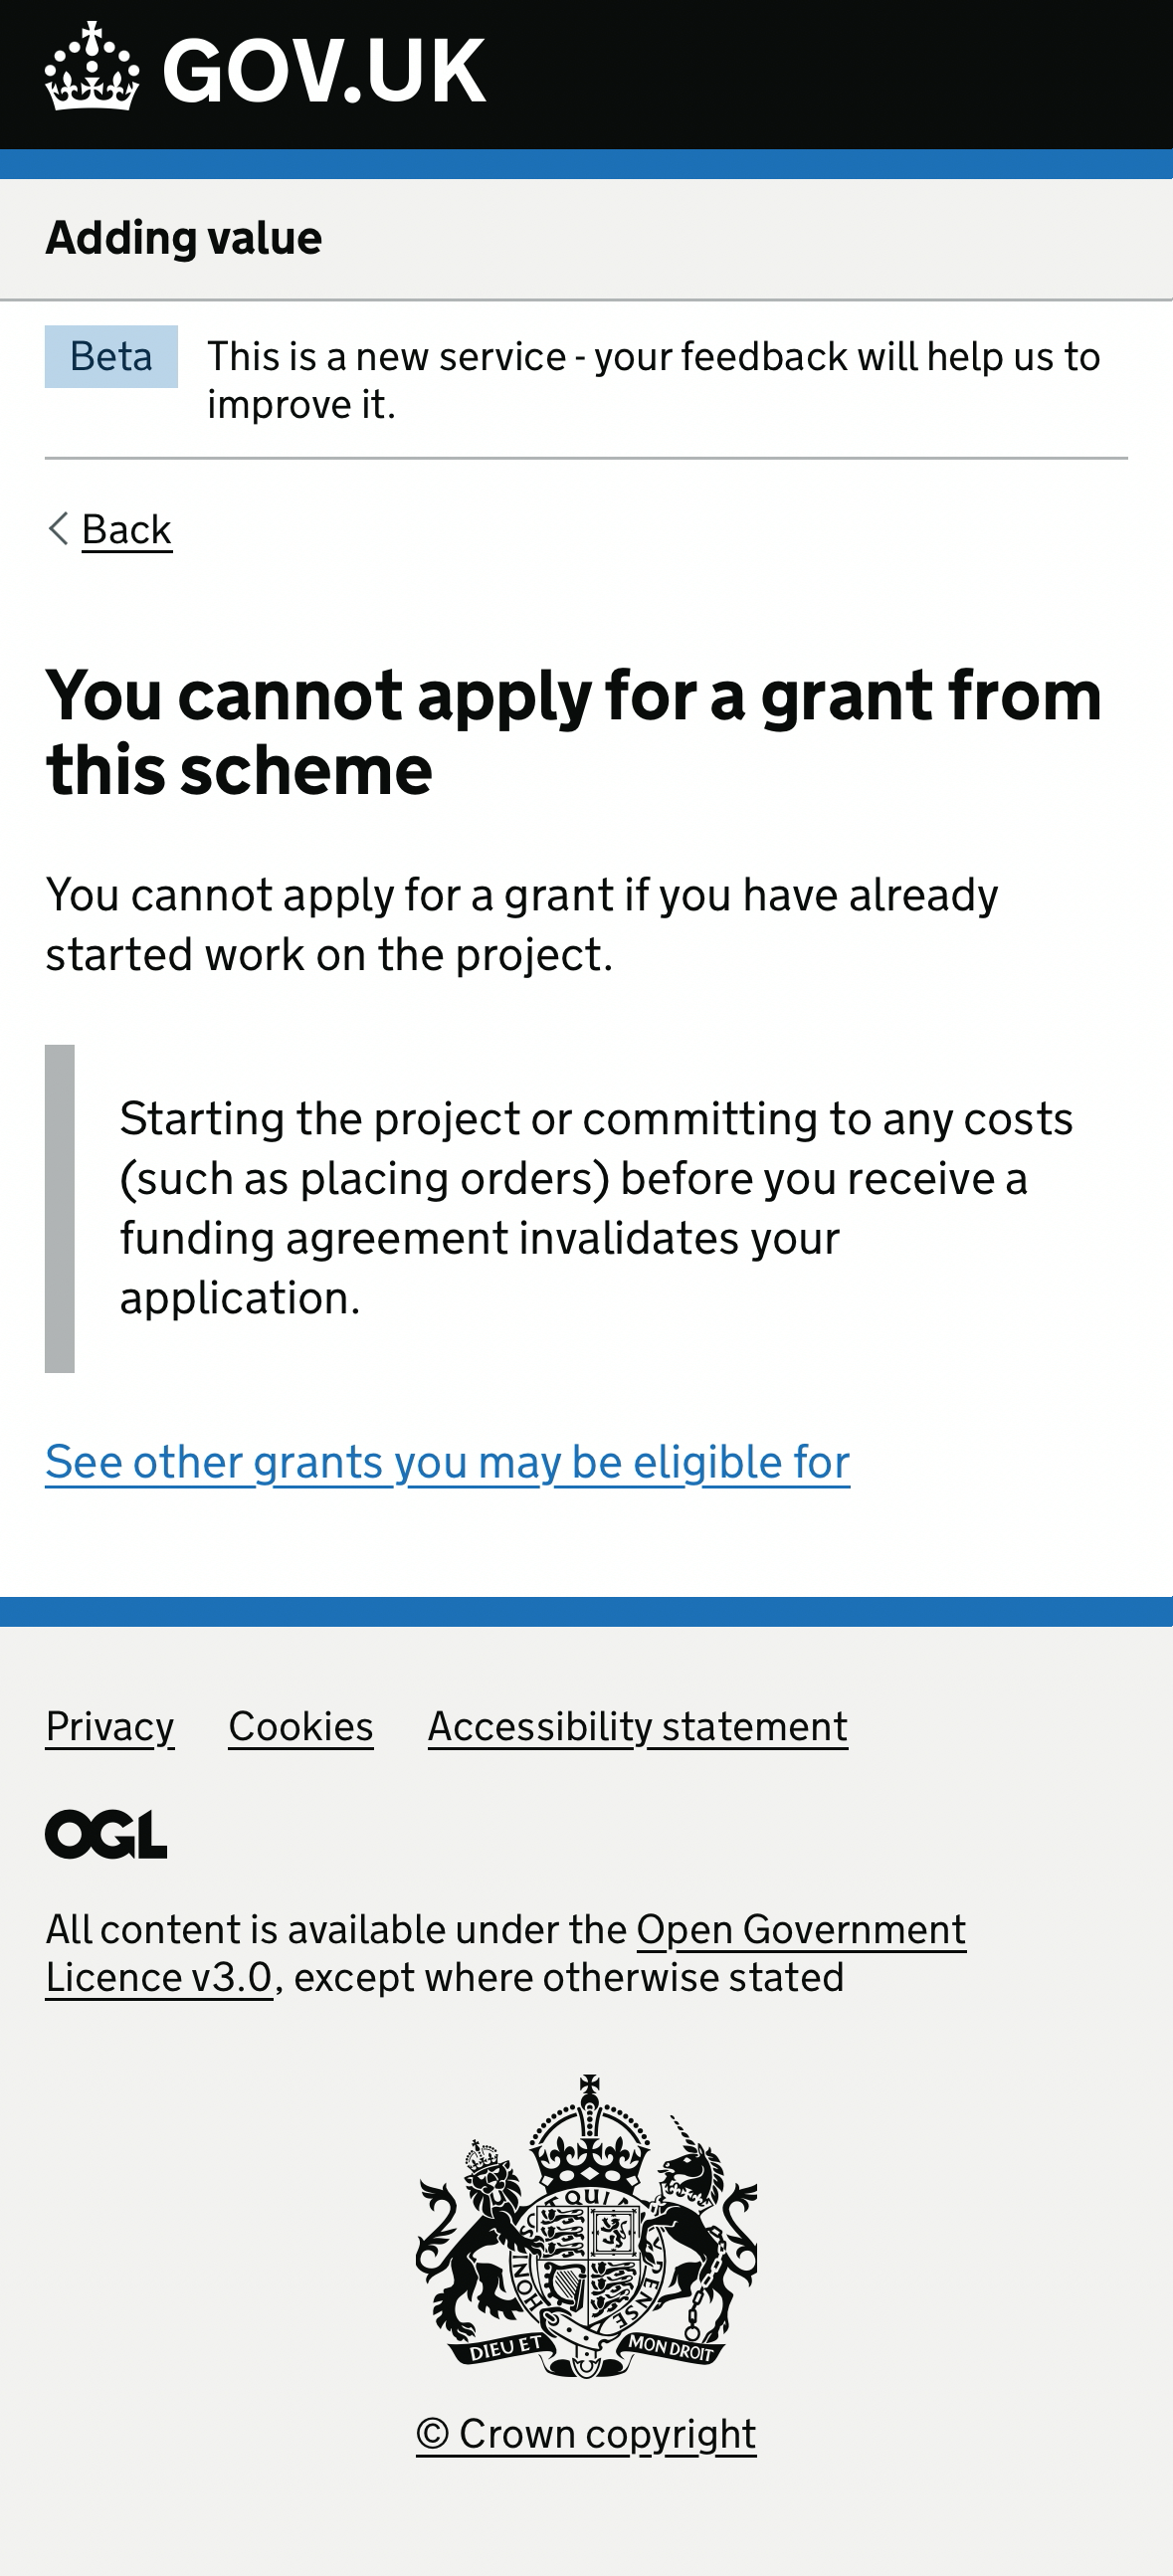 GOV.UK
Adding value
Beta
This is a new service - your feedback will help us to
improve it.
Back
You cannot apply for a grant from
this scheme
You cannot apply for a grant if you have already
started work on the project.
Starting the project or committing to any costs
(such as placing orders) before you receive a
funding agreement invalidates your
application.
See other grants you may be eligible for
Privacy Cookies Accessibility statement
OGL
All content is available under the Open Government
Licence v3.0, except where otherwise stated
QUI
HONI
PENSE
DIEU ET MON DROIT
© Crown copyright